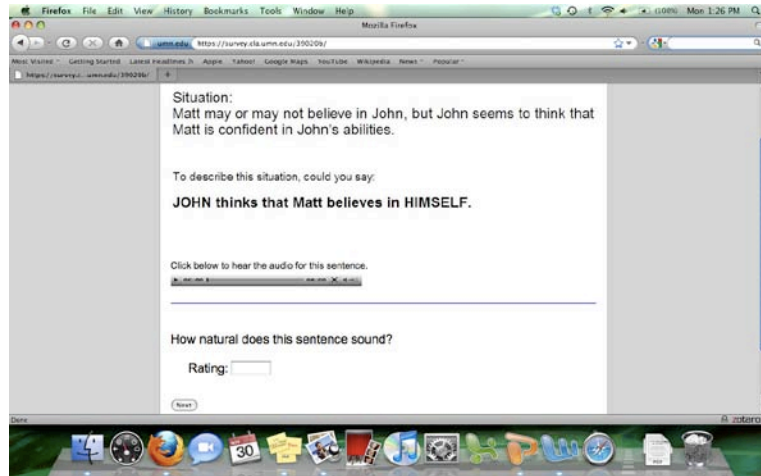 Firefox File Edit View History Bookmarks Tools Window Help (100%) Mon 1:26 PM
Mozilla Firefox
umn.edu https://survey.cla.umn.edu/39020b/
Most Visited Getting Started Latest Headlines Apple Yahoo! Google Maps YouTube Wikipedia News Popular
Situation:
Matt may or may not believe in John, but John seems to think that
Matt is confident in John's abilities.
To describe this situation, could you say:
JOHN thinks that Matt believes in HIMSELF.
Click below to hear the audio for this sentence.
How natural does this sentence sound?
Rating:
Next
Done zotero
30